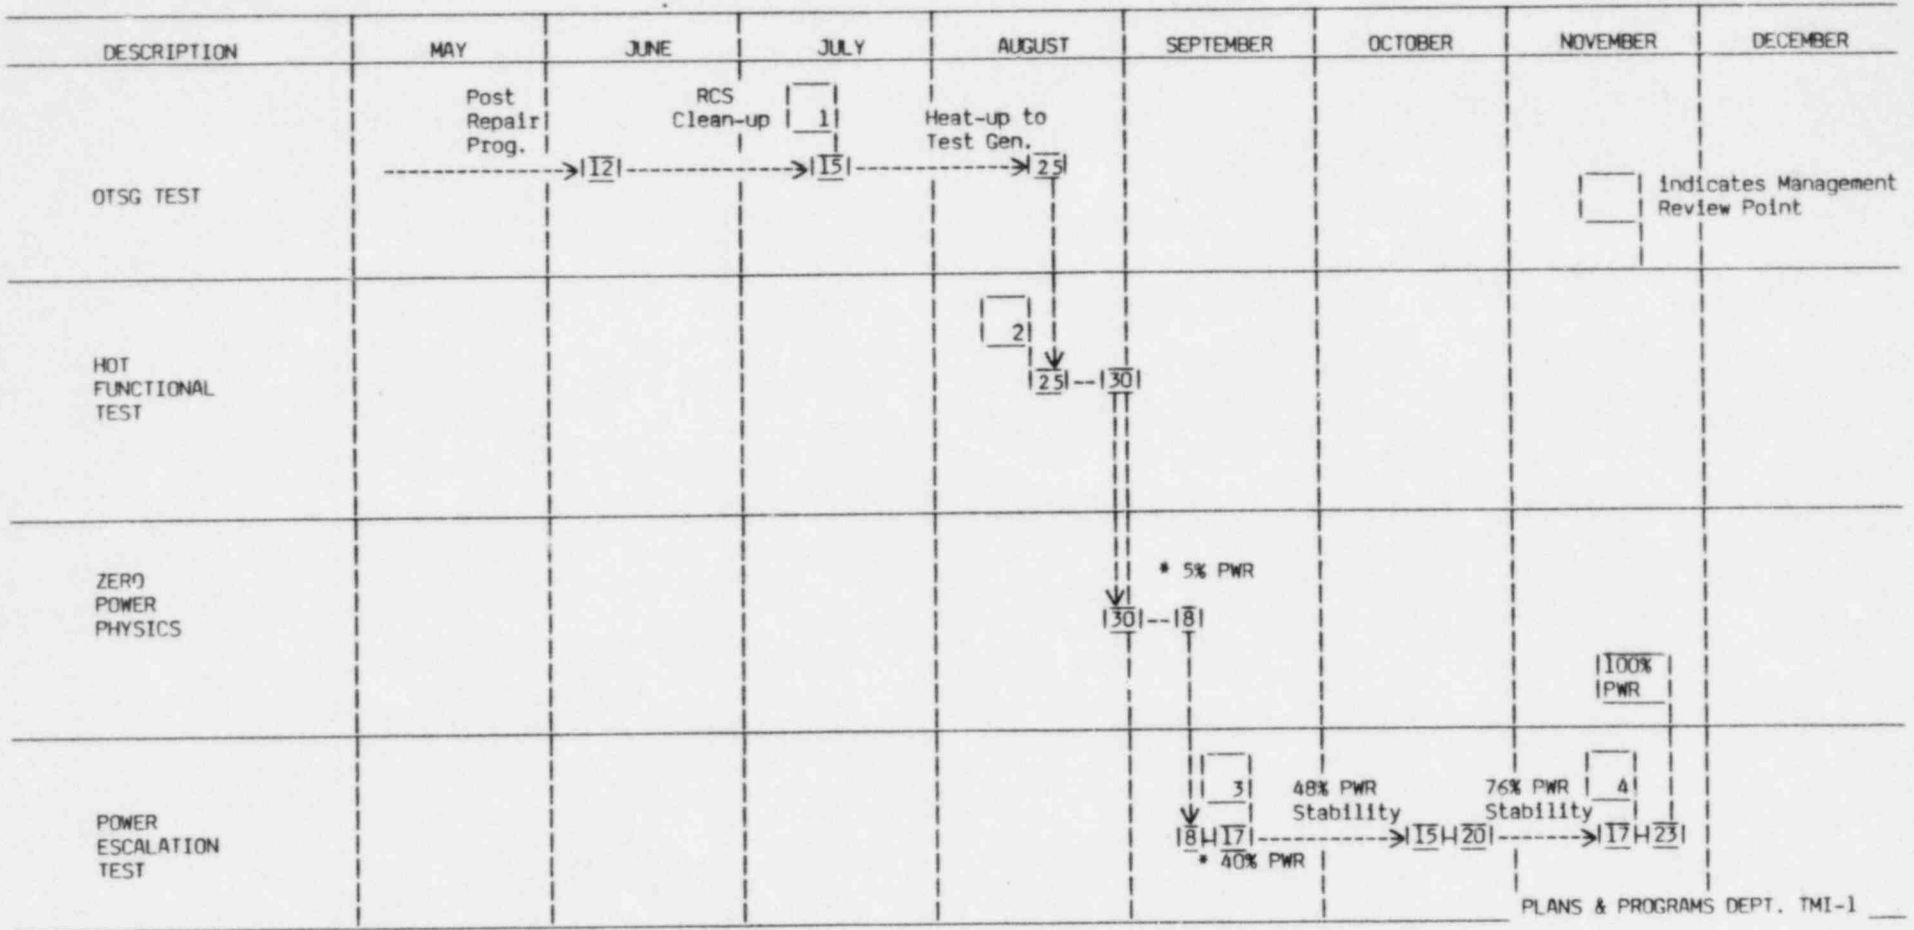 DESCRIPTION MAY JUNE JULY AUGUST SEPTEMBER OCTOBER NOVEMBER DECEMBER
Post
Repair
Prog.
RCS
Clean-up
1
Heat-up to
Test Gen.
12 15 25
OTSG TEST
indicates Management
Review Point
2
HOT
FUNCTIONAL
TEST
25 30
ZERO
POWER
PHYSICS
* 5% PWR
30 8
100%
PWR
POWER
ESCALATION
TEST
3
48% PWR
Stability
76% PWR
Stability
4
8 17 15 20 17 23
* 40% PWR
PLANS & PROGRAMS DEPT. TMI-1